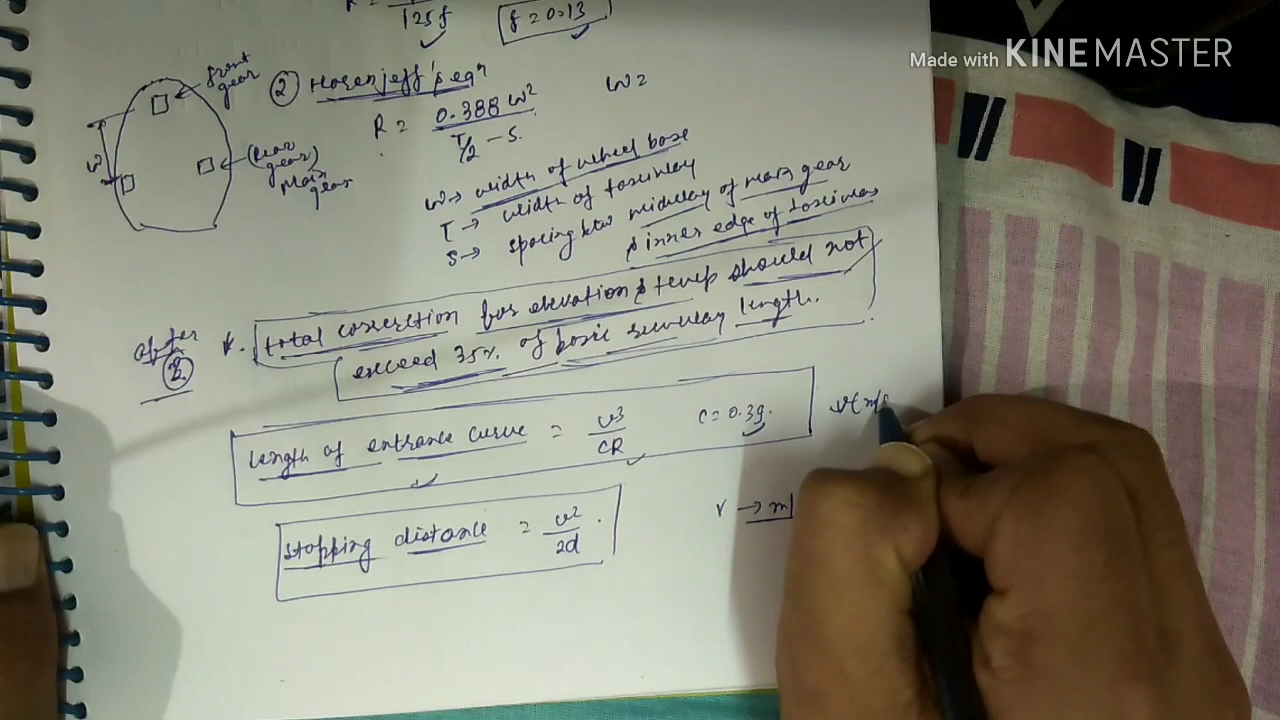 Made with KINEMASTER
R =
125f
f = 0.13
front gear
② Horenjeff's eqn
R = 0.388 w² / T/2 - S.
w =
w
(rear gear)
main gear
w → width of wheel base
T → width of taxiway
S → spacing btw midway of main gear
& inner edge of taxiway
after ②
*. total correction for elevation & temp should not
exceed 35% of basic runway length.
length of entrance curve = v³ / CR
C = 0.39.
v (m/s
stopping distance = v² / 2d .
v → m/